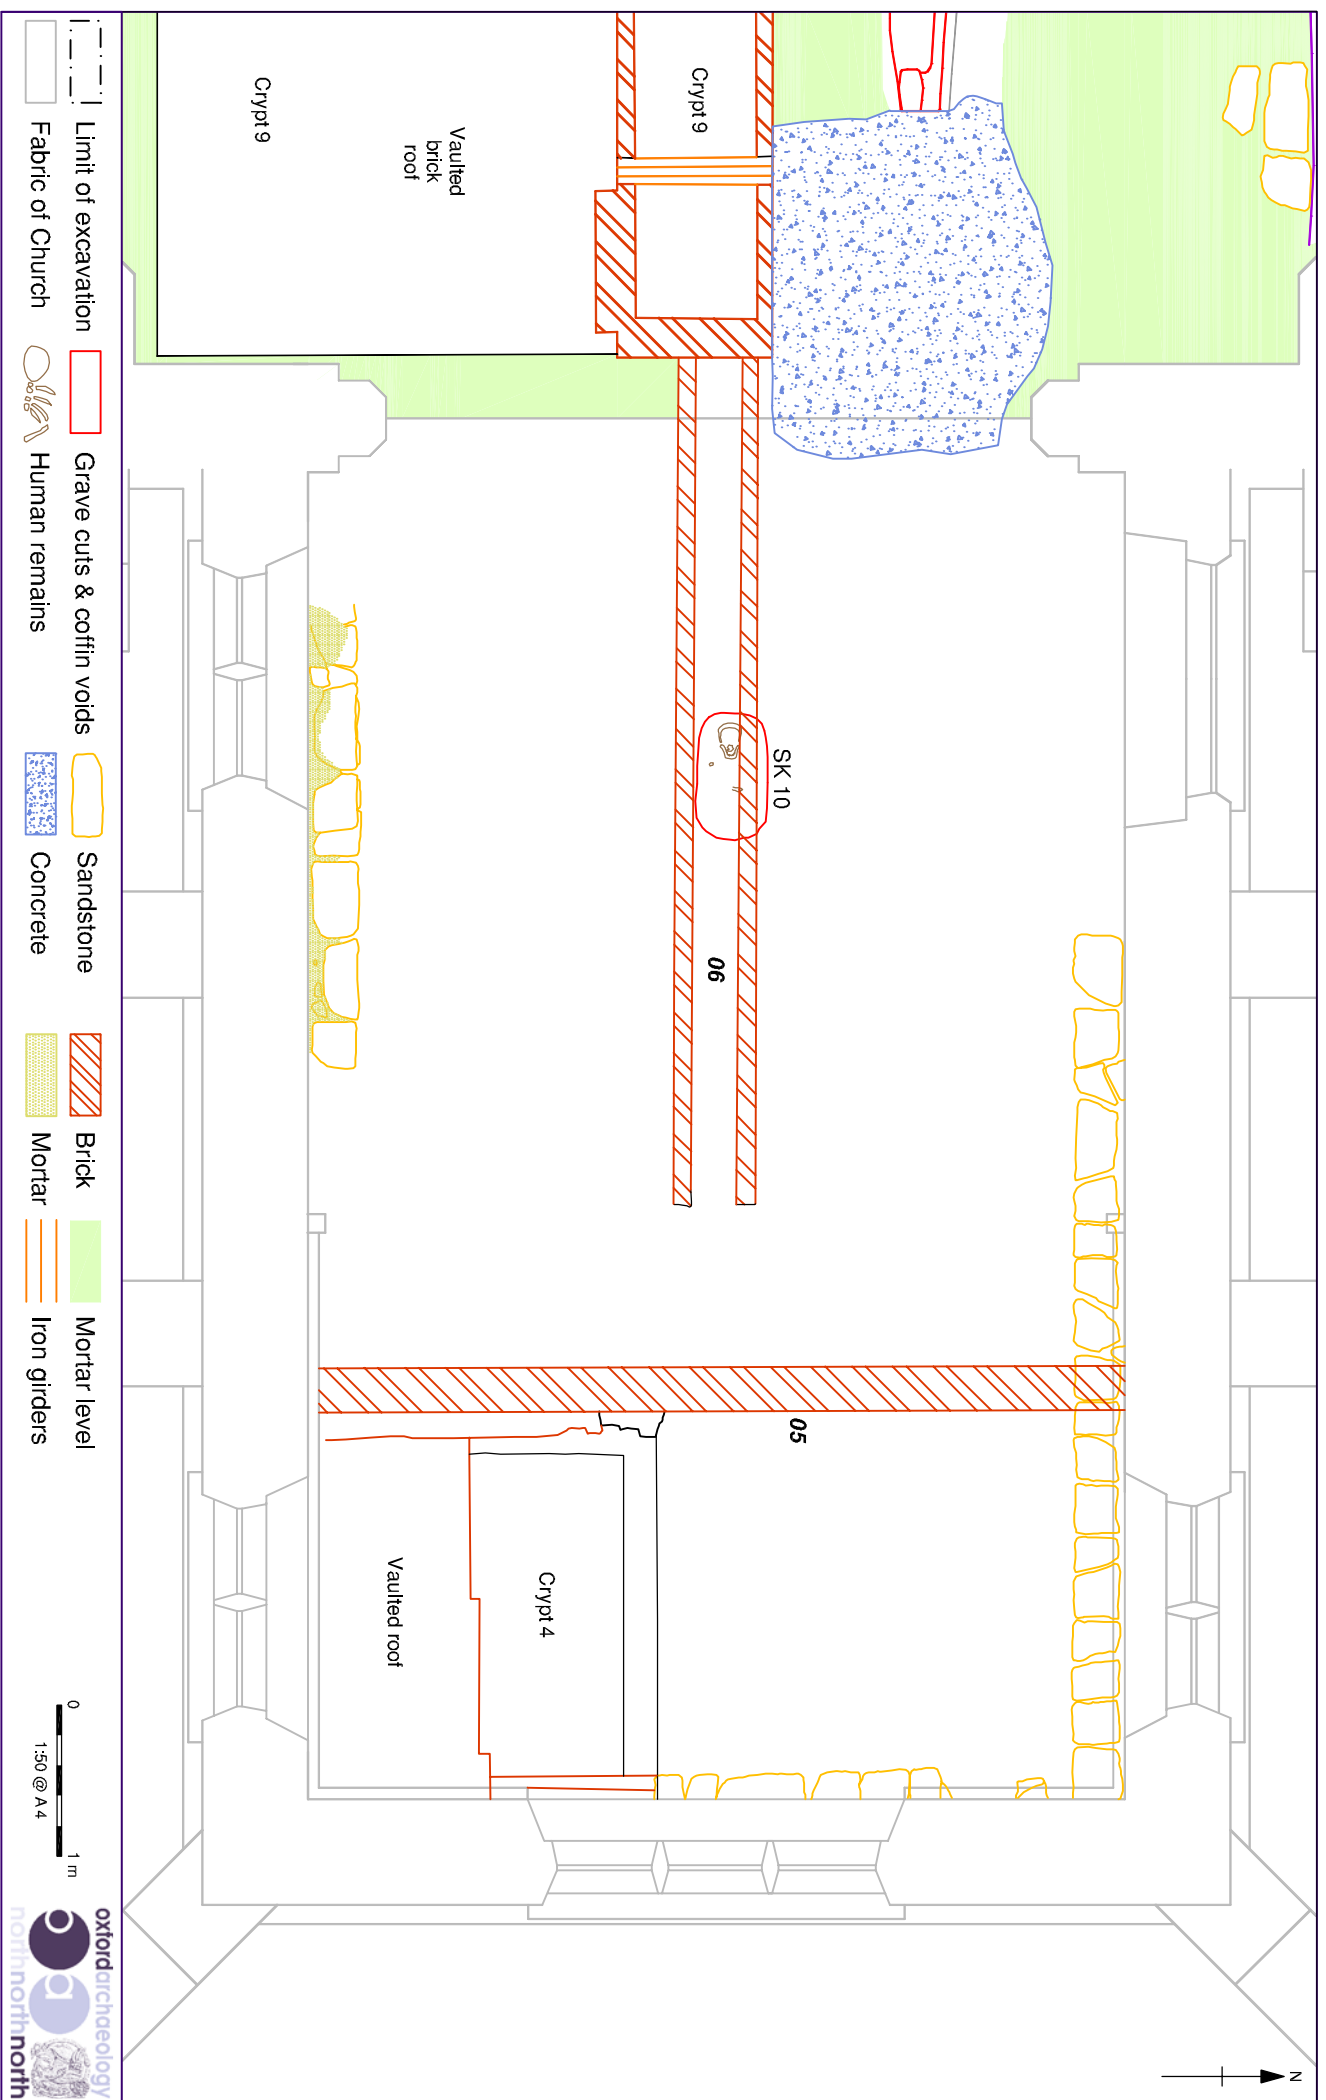 N
SK 10
06
05
Crypt 9
Vaulted
brick
roof
Crypt 9
Crypt 4
Vaulted roof
Limit of excavation
Grave cuts & coffin voids
Sandstone
Brick
Mortar level
Fabric of Church
Human remains
Concrete
Mortar
Iron girders
0
1 m
1:50 @ A4
oxfordarchaeology
northnorthnorth